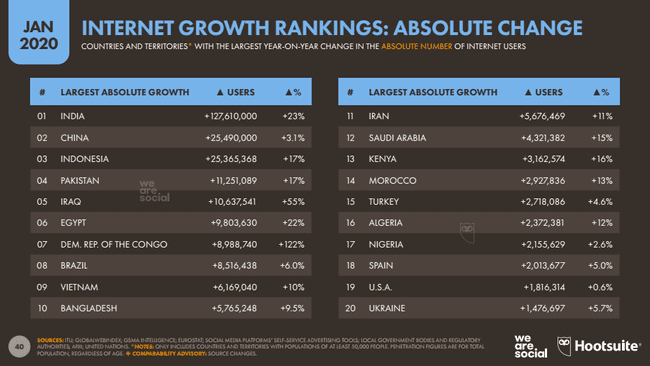 JAN
2020
INTERNET GROWTH RANKINGS: ABSOLUTE CHANGE
COUNTRIES AND TERRITORIES* WITH THE LARGEST YEAR-ON-YEAR CHANGE IN THE ABSOLUTE NUMBER OF INTERNET USERS
# LARGEST ABSOLUTE GROWTH ▲ USERS ▲%
01 INDIA +127,610,000 +23%
02 CHINA +25,490,000 +3.1%
03 INDONESIA +25,365,368 +17%
04 PAKISTAN +11,251,089 +17%
05 IRAQ +10,637,541 +55%
06 EGYPT +9,803,630 +22%
07 DEM. REP. OF THE CONGO +8,988,740 +122%
08 BRAZIL +8,516,438 +6.0%
09 VIETNAM +6,169,040 +10%
10 BANGLADESH +5,765,248 +9.5%
# LARGEST ABSOLUTE GROWTH ▲ USERS ▲%
11 IRAN +5,676,469 +11%
12 SAUDI ARABIA +4,321,382 +15%
13 KENYA +3,162,574 +16%
14 MOROCCO +2,927,836 +13%
15 TURKEY +2,718,086 +4.6%
16 ALGERIA +2,372,381 +12%
17 NIGERIA +2,155,629 +2.6%
18 SPAIN +2,013,677 +5.0%
19 U.S.A. +1,816,314 +0.6%
20 UKRAINE +1,476,697 +5.7%
we
are
social
40
SOURCES: ITU; GLOBALWEBINDEX; GSMA INTELLIGENCE; EUROSTAT; SOCIAL MEDIA PLATFORMS' SELF-SERVICE ADVERTISING TOOLS; LOCAL GOVERNMENT BODIES AND REGULATORY
AUTHORITIES; APJII; UNITED NATIONS. *NOTES: ONLY INCLUDES COUNTRIES AND TERRITORIES WITH POPULATIONS OF AT LEAST 50,000 PEOPLE. PENETRATION FIGURES ARE FOR TOTAL
POPULATION, REGARDLESS OF AGE. COMPARABILITY ADVISORY: SOURCE CHANGES.
we
are
social
Hootsuite®